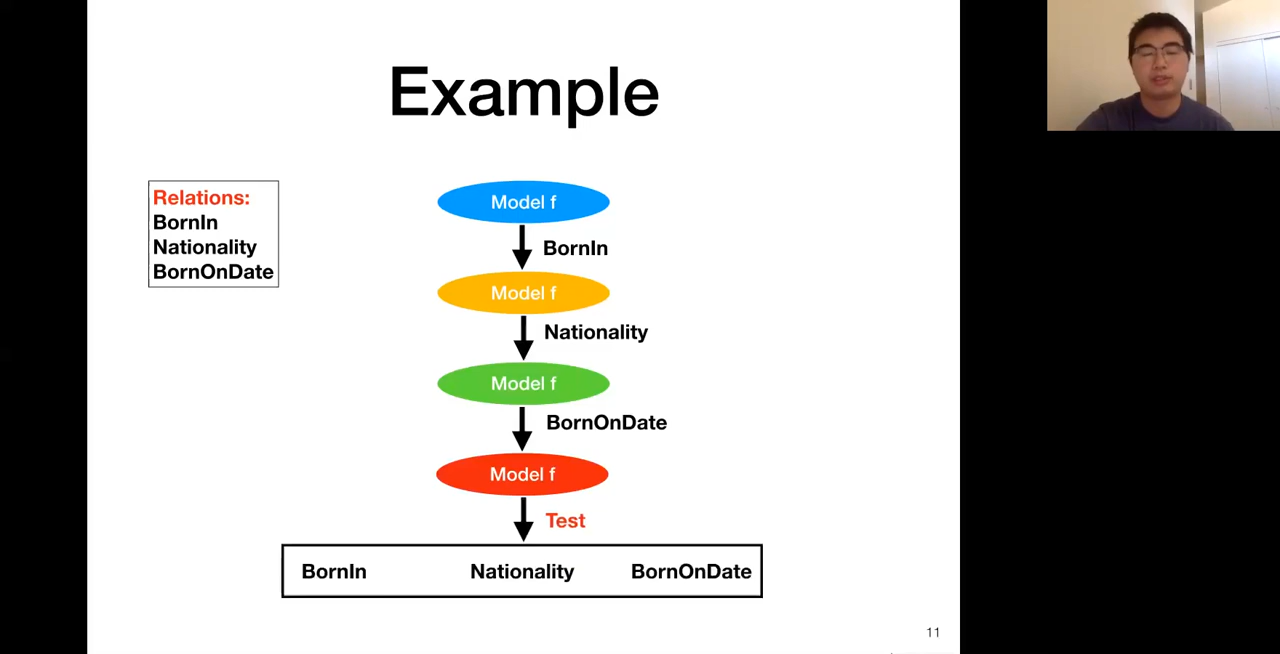 Example
Relations:
BornIn
Nationality
BornOnDate
Model f
BornIn
Model f
Nationality
Model f
BornOnDate
Model f
Test
BornIn Nationality BornOnDate
11